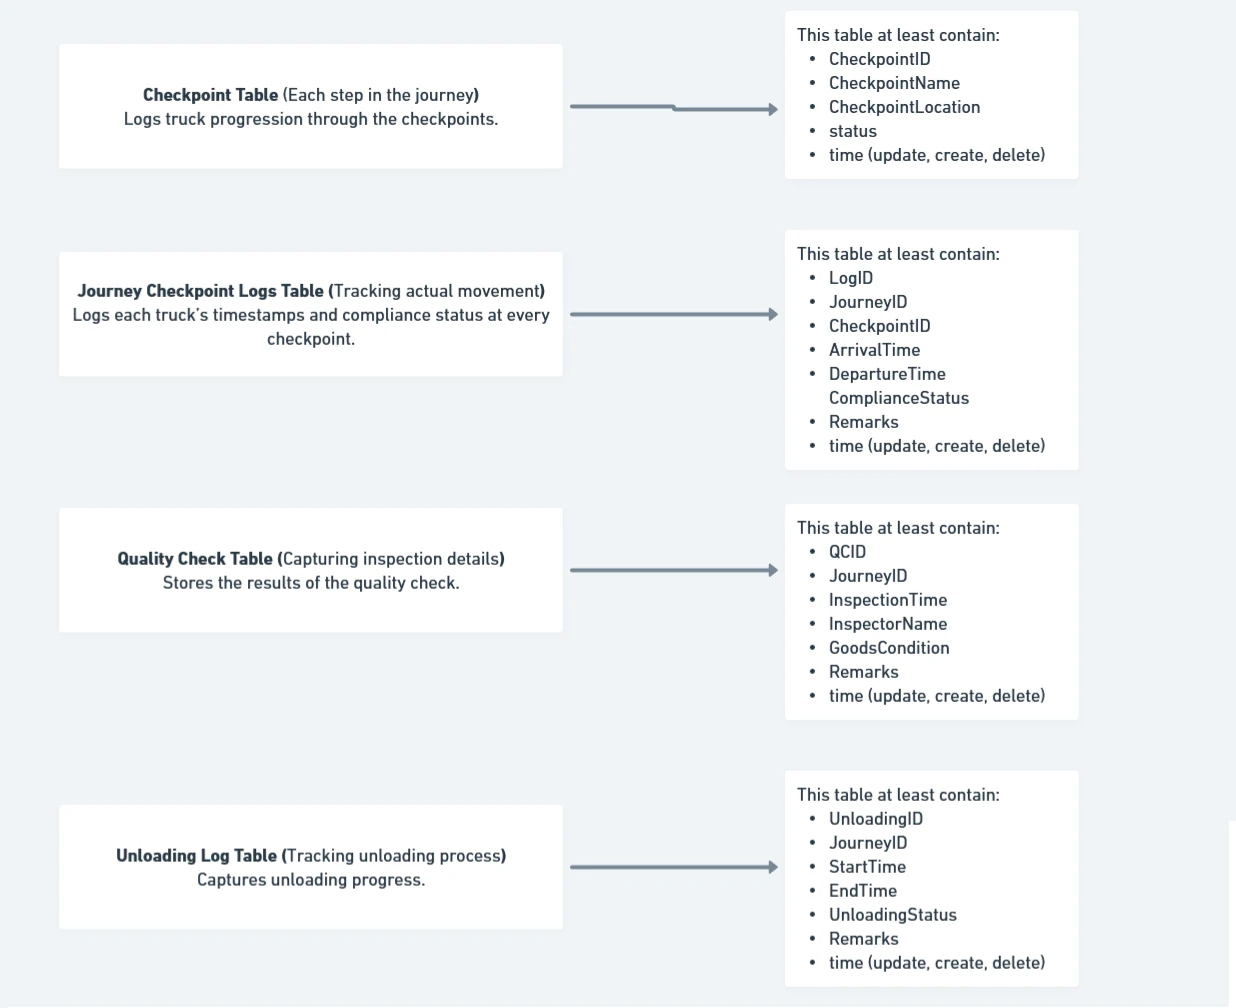 Checkpoint Table (Each step in the journey)
Logs truck progression through the checkpoints.
This table at least contain:
• CheckpointID
• CheckpointName
• CheckpointLocation
• status
• time (update, create, delete)
Journey Checkpoint Logs Table (Tracking actual movement)
Logs each truck's timestamps and compliance status at every
checkpoint.
This table at least contain:
• LogID
• JourneyID
• CheckpointID
• ArrivalTime
• DepartureTime
ComplianceStatus
• Remarks
• time (update, create, delete)
Quality Check Table (Capturing inspection details)
Stores the results of the quality check.
This table at least contain:
• QCID
• JourneyID
• InspectionTime
• InspectorName
• GoodsCondition
• Remarks
• time (update, create, delete)
Unloading Log Table (Tracking unloading process)
Captures unloading progress.
This table at least contain:
• UnloadingID
• JourneyID
• StartTime
• EndTime
• UnloadingStatus
• Remarks
• time (update, create, delete)